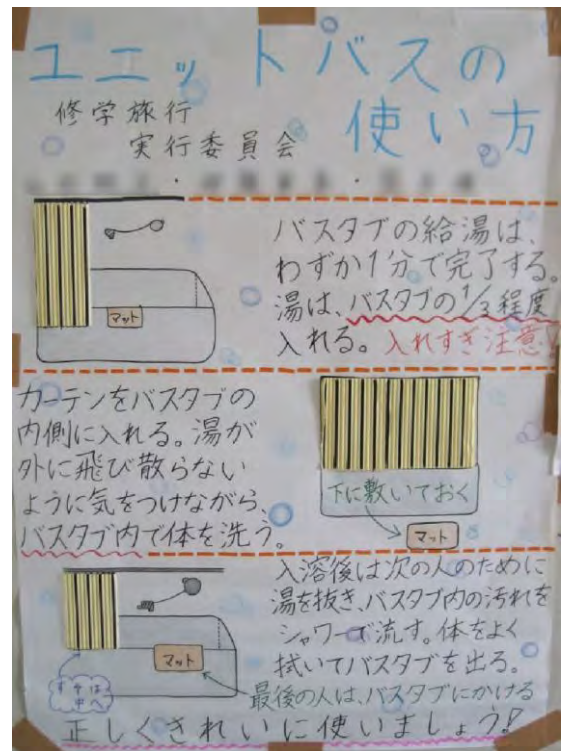 ユニットバスの
使い方
修学旅行
実行委員会
バスタブの給湯は、
わずか1分で完了する。
湯は、バスタブの1/3程度
入れる。入れすぎ注意!
マット
カーテンをバスタブの
内側に入れる。湯が
外に飛び散らない
ように気をつけながら、
バスタブ内で体を洗う。
下に敷いておく
マット
入溶後は次の人のために
湯を抜き、バスタブ内の汚れを
シャワーで流す。体をよく
拭いてバスタブを出る。
マット
すそは
中へ
最後の人は、バスタブにかける
正しくきれいに使いましょう!